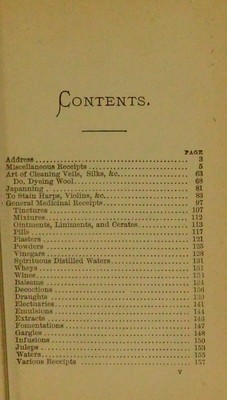 CONTENTS.
PAGE
Address 3
Miscellaneous Receipts 5
Art of Cleaning Veils, Silks, &c. 63
Do. Dyeing Wool 68
Japanning 81
To Stain Harps, Violins, &c. 83
General Medicinal Receipts 97
Tinctures 107
Mixtures 112
Ointments, Liniments, and Cerates 113
Pills 117
Plasters 121
Powders 125
Vinegars 128
Spirituous Distilled Waters 131
Wheys 131
Wines 134
Balsams 134
Decoctions 136
Draughts 139
Electuaries 141
Emulsions 144
Extracts 145
Fomentations 147
Gargles 148
Infusions 150
Juleps 153
Waters 155
Various Receipts 157
V